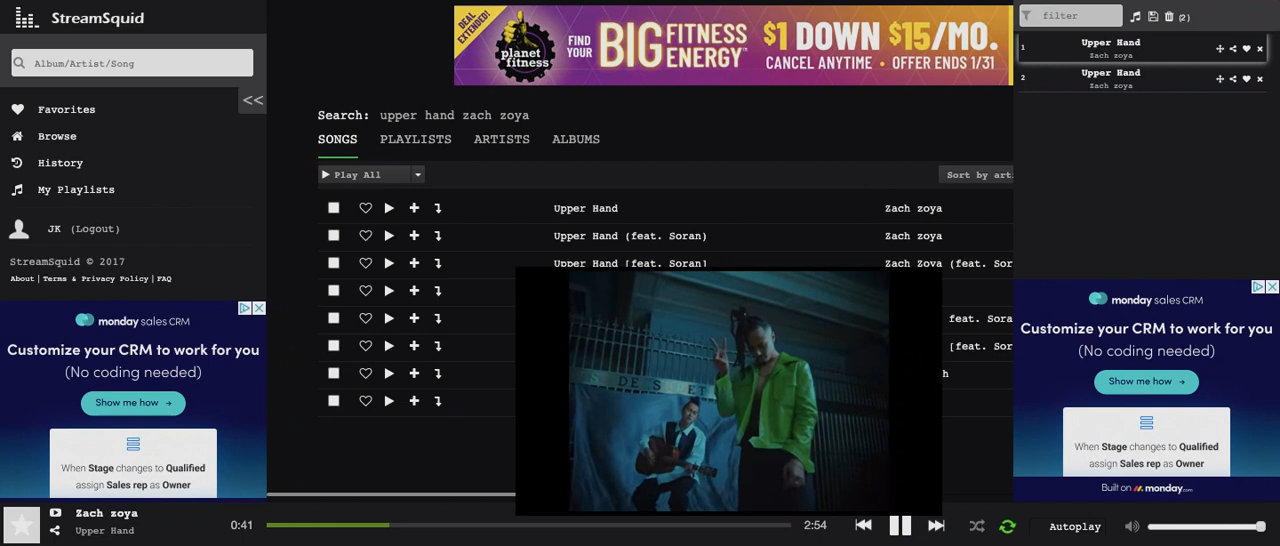 StreamSquid
Album/Artist/Song
<<
Favorites
Browse
History
My Playlists
JK (Logout)
StreamSquid © 2017
About | Terms & Privacy Policy | FAQ
monday sales CRM
Customize your CRM to work for you
(No coding needed)
Show me how →
When Stage changes to Qualified
assign Sales rep as Owner
DEAL EXTENDED!
planet fitness
FIND YOUR BIG FITNESS ENERGY™
$1 DOWN $15/MO.
CANCEL ANYTIME • OFFER ENDS 1/31
Search: upper hand zach zoya
SONGS PLAYLISTS ARTISTS ALBUMS
Play All
Sort by arti
Upper Hand Zach zoya
Upper Hand (feat. Soran) Zach zoya
Upper Hand [feat. Soran] Zach Zoya (feat. Sor
feat. Sora
[feat. Sor
h
filter
(2)
1 Upper Hand
Zach zoya
2 Upper Hand
Zach zoya
monday sales CRM
Customize your CRM to work for you
(No coding needed)
Show me how →
When Stage changes to Qualified
assign Sales rep as Owner
Built on monday.com
Zach zoya
Upper Hand
0:41
2:54
Autoplay